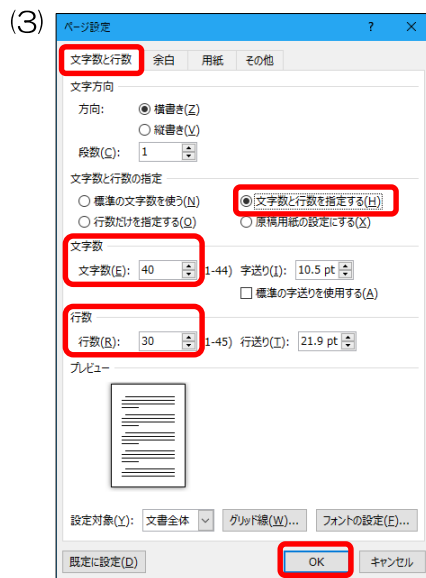 (3)
ページ設定 ? ×
文字数と行数 余白 用紙 その他
文字方向
方向: 横書き(Z)
縦書き(V)
段数(C): 1
文字数と行数の指定
標準の文字数を使う(N) 文字数と行数を指定する(H)
行数だけを指定する(O) 原稿用紙の設定にする(X)
文字数
文字数(E): 40 1-44) 字送り(I): 10.5 pt
標準の字送りを使用する(A)
行数
行数(R): 30 1-45) 行送り(T): 21.9 pt
プレビュー
設定対象(Y): 文書全体 グリッド線(W)... フォントの設定(F)...
既定に設定(D) OK キャンセル